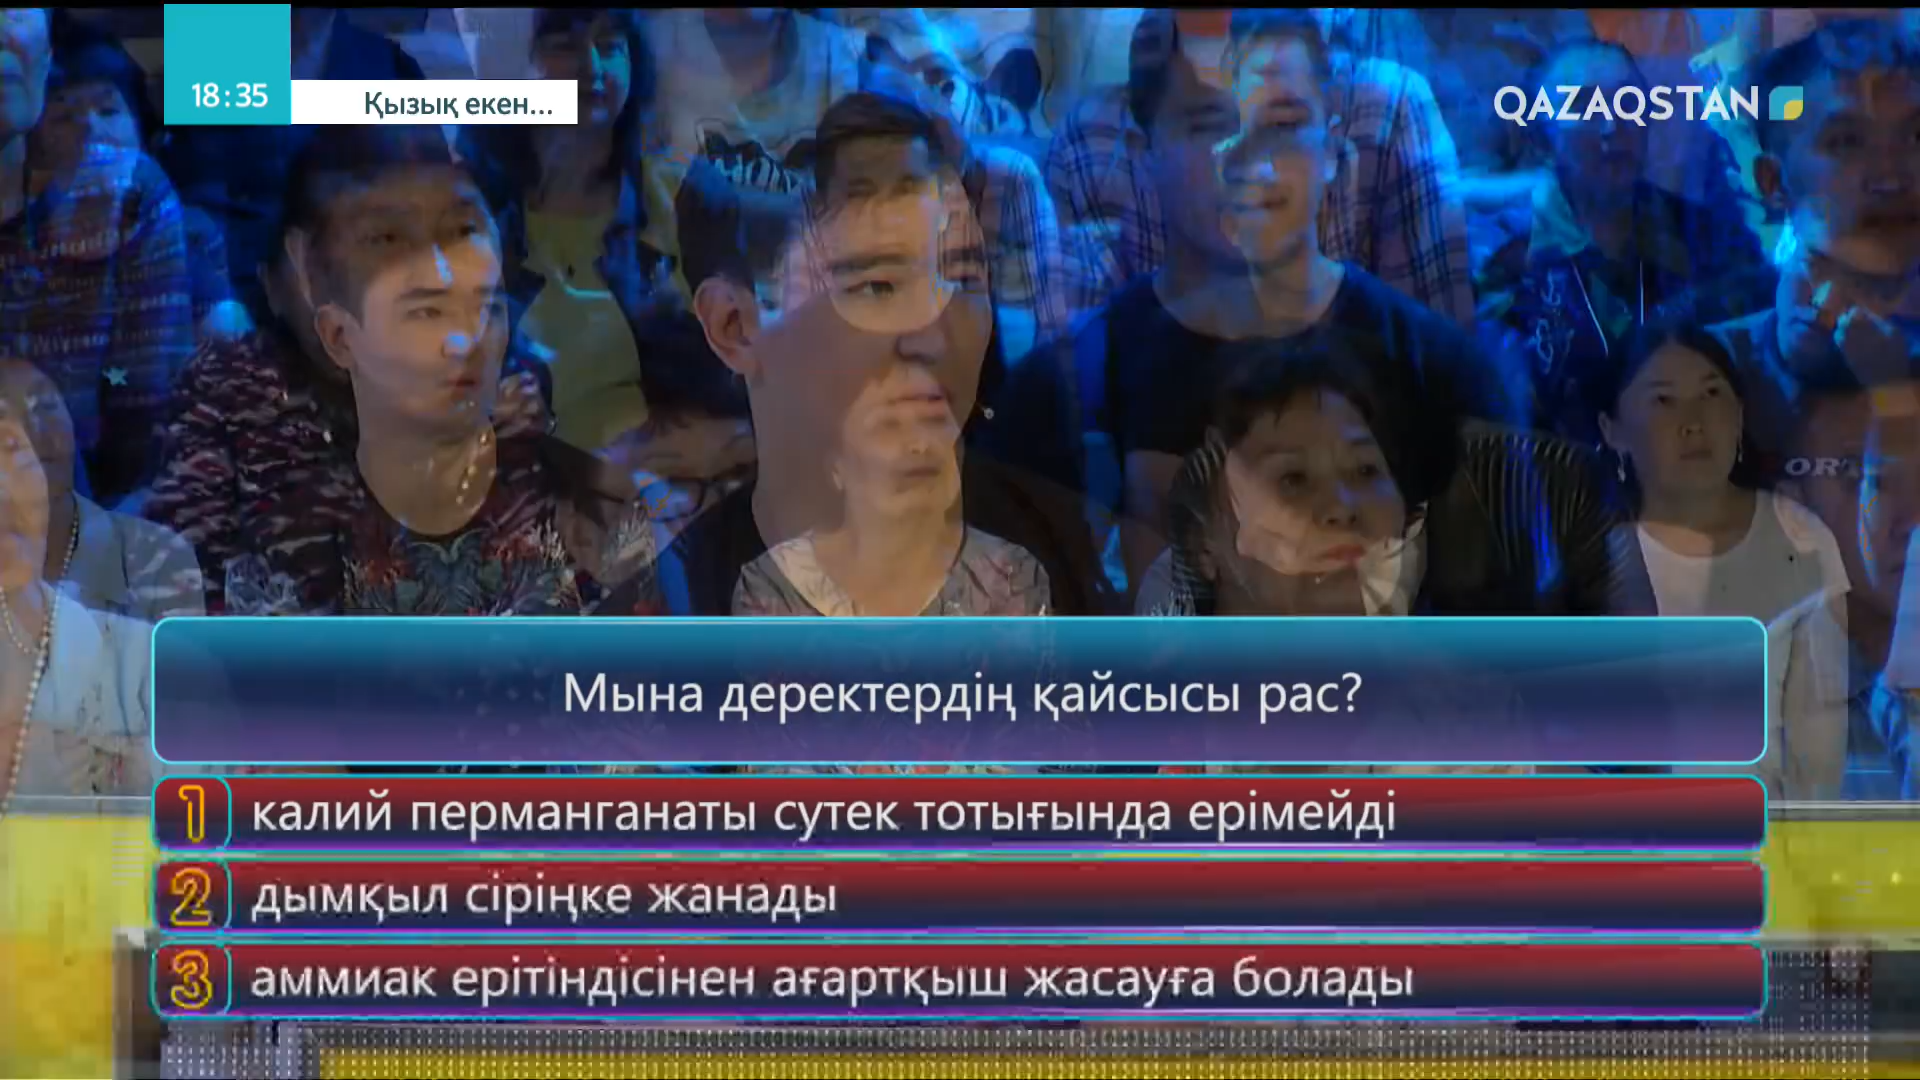 18:35
Қызық екен...
QAZAQSTAN
Мына деректердің қайсысы рас?
1 калий перманганаты сутек тотығында ерімейді
2 дымқыл сіріңке жанады
3 аммиак ерітіндісінен ағартқыш жасауға болады